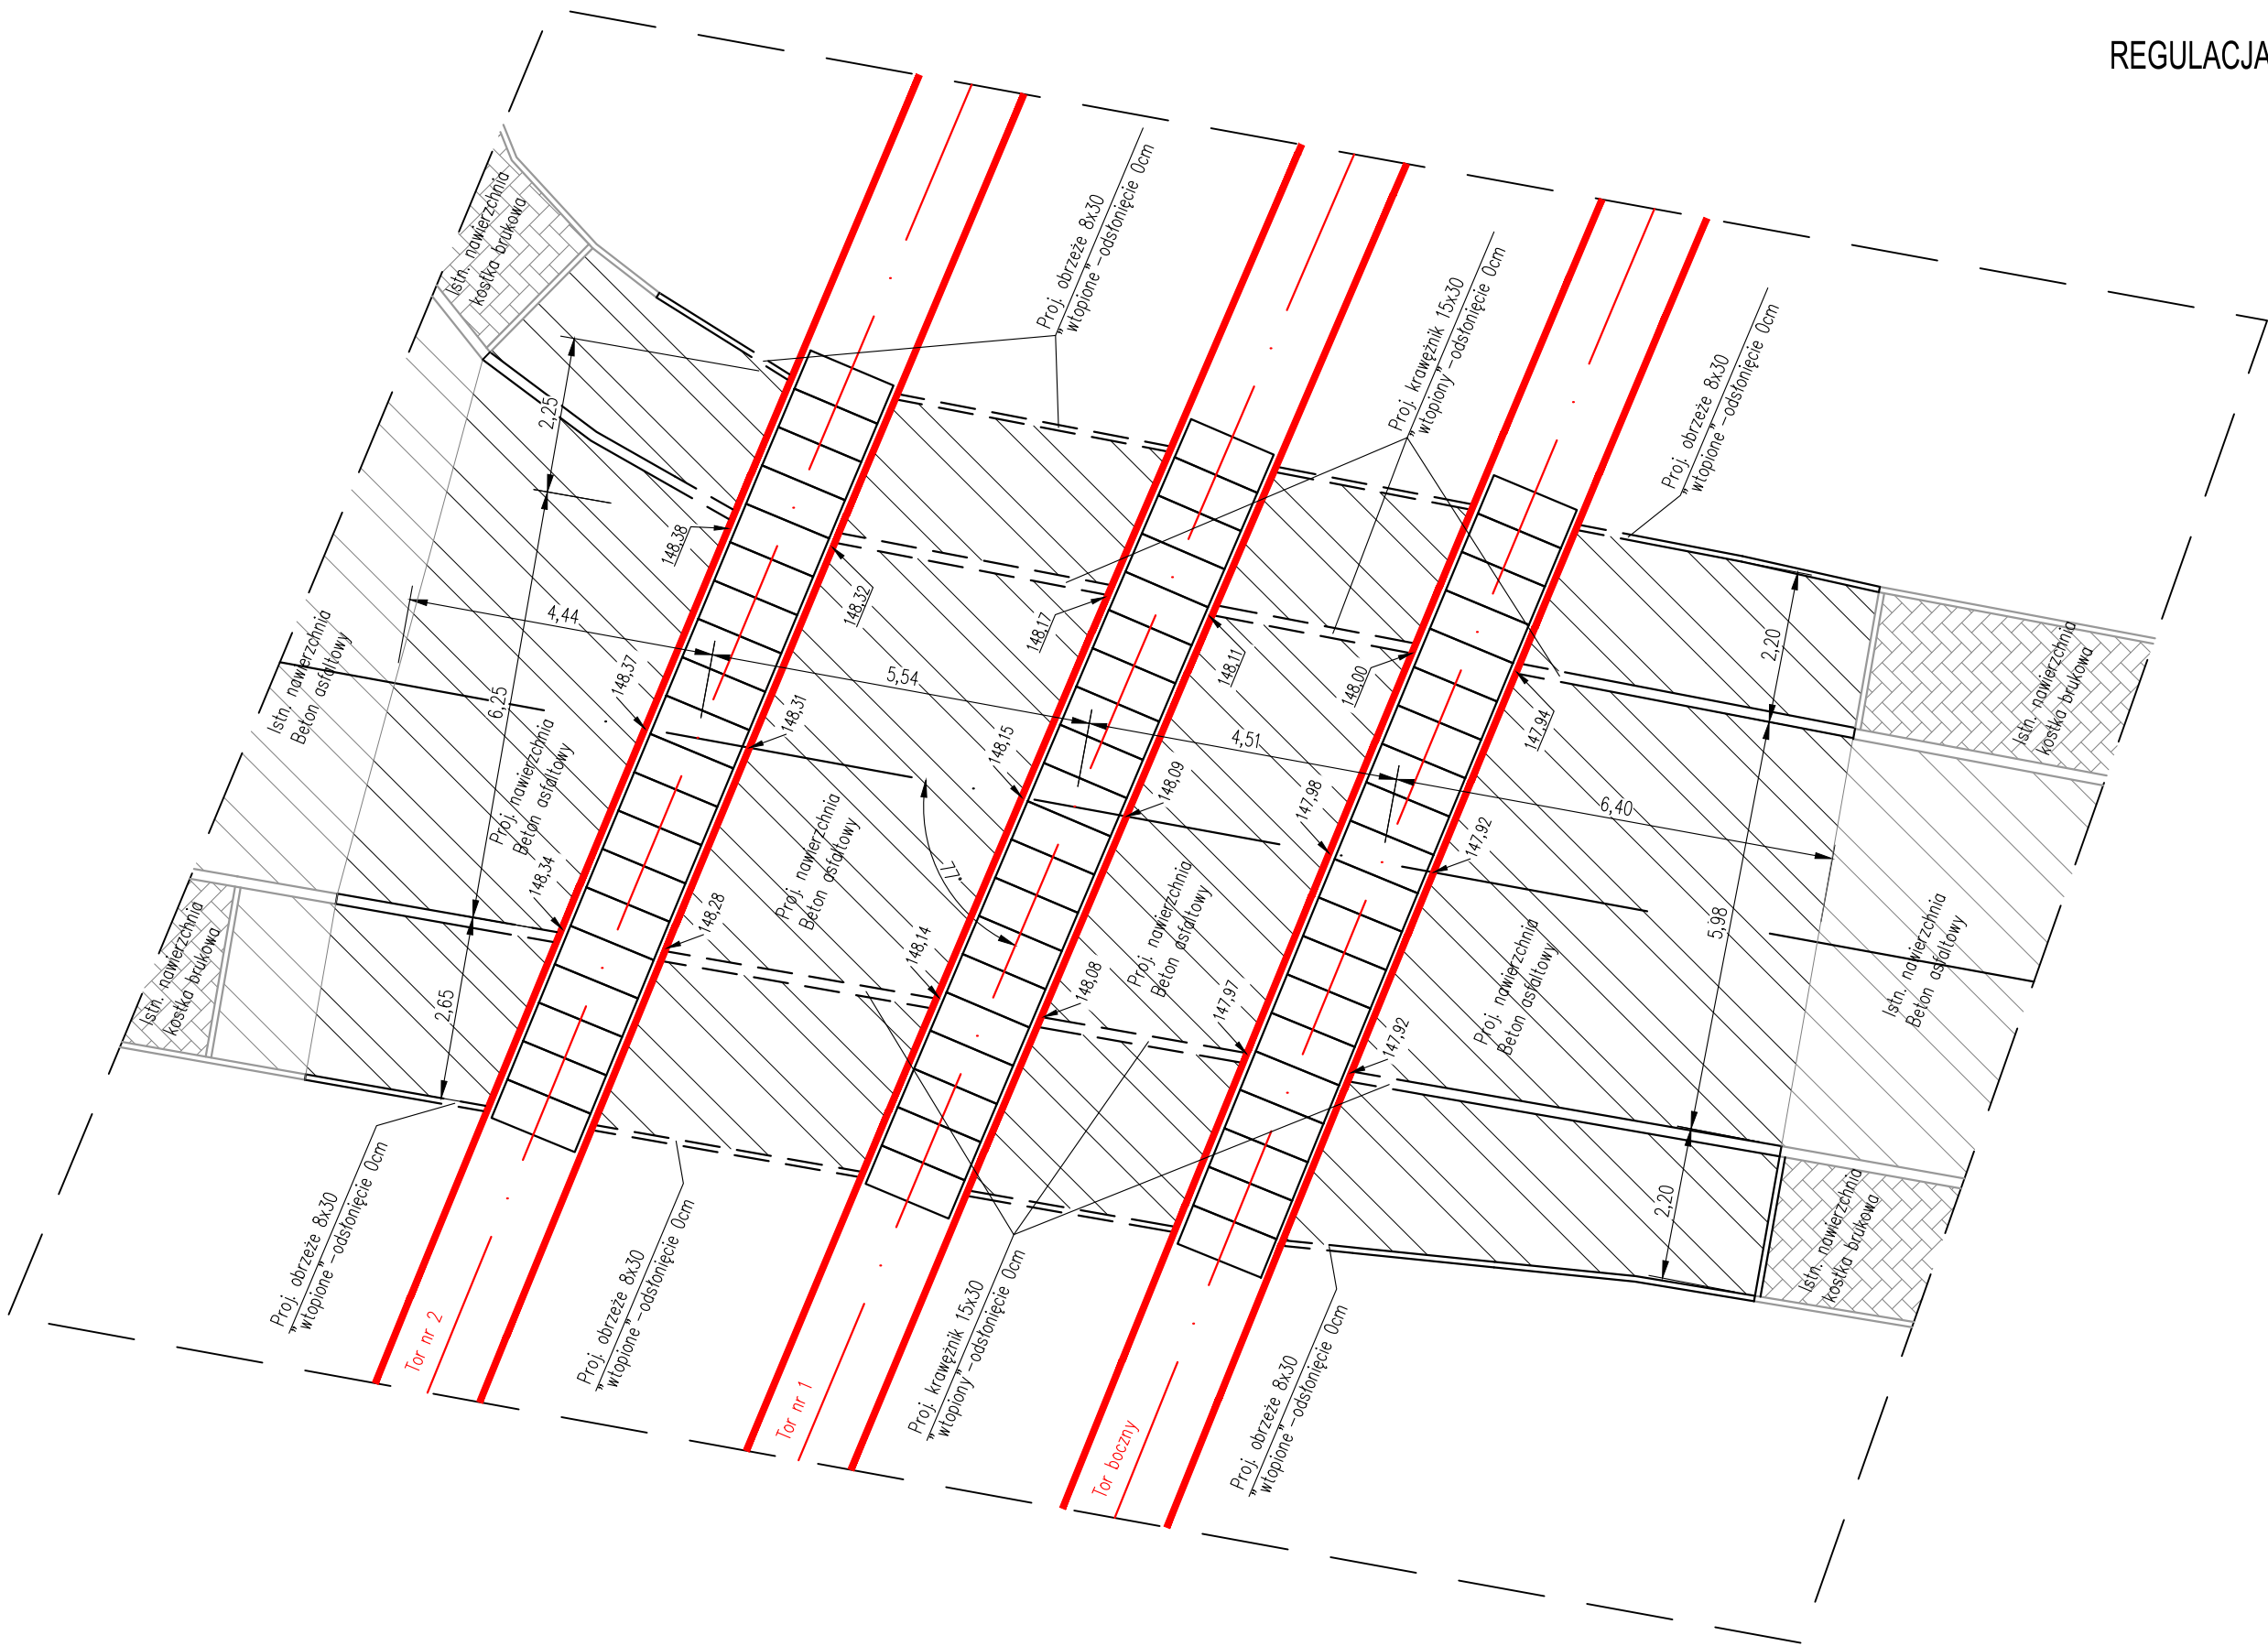 REGULACJA
Istn. nawierzchnia
kostka brukowa
Proj. obrzeże 8x30
„wtopione”-odsłonięcie 0cm
Proj. krawężnik 15x30
„wtopiony”-odsłonięcie 0cm
Proj. obrzeże 8x30
„wtopione”-odsłonięcie 0cm
2,25
148,38
148,32
148,17
148,11
148,00
147,94
2,20
Istn. nawierzchnia
kostka brukowa
4,44
5,54
4,51
6,40
Istn. nawierzchnia
Beton asfaltowy
6,25
148,37
148,31
148,15
148,09
147,98
147,92
Proj. nawierzchnia
Beton asfaltowy
Proj. nawierzchnia
Beton asfaltowy
77°
Proj. nawierzchnia
Beton asfaltowy
Proj. nawierzchnia
Beton asfaltowy
5,98
Istn. nawierzchnia
Beton asfaltowy
148,34
148,28
148,14
148,08
147,97
147,92
Istn. nawierzchnia
kostka brukowa
2,65
2,20
Istn. nawierzchnia
kostka brukowa
Proj. obrzeże 8x30
„wtopione”-odsłonięcie 0cm
Proj. obrzeże 8x30
„wtopione”-odsłonięcie 0cm
Proj. krawężnik 15x30
„wtopiony”-odsłonięcie 0cm
Proj. obrzeże 8x30
„wtopione”-odsłonięcie 0cm
Tor nr 2
Tor nr 1
Tor boczny